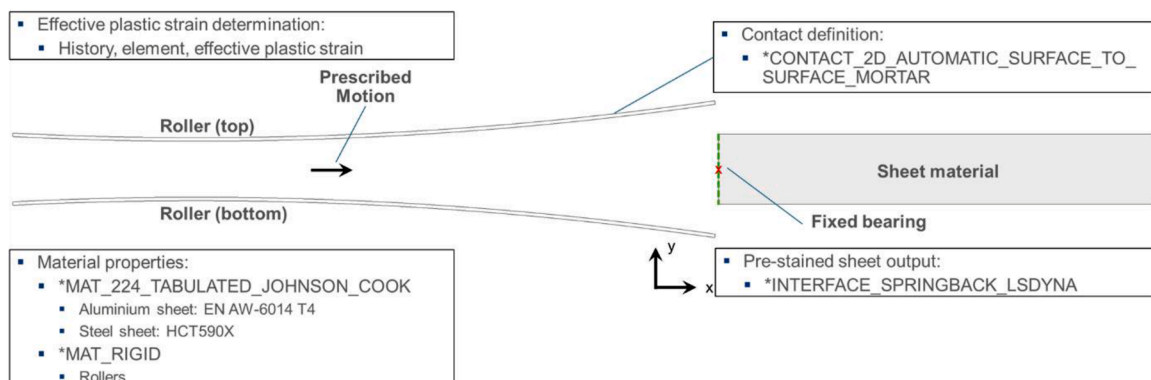 Effective plastic strain determination:
History, element, effective plastic strain
Contact definition:
*CONTACT_2D_AUTOMATIC_SURFACE_TO_
SURFACE_MORTAR
Prescribed
Motion
Roller (top)
Sheet material
Roller (bottom)
Fixed bearing
y
x
x
Material properties:
*MAT_224_TABULATED_JOHNSON_COOK
Aluminium sheet: EN AW-6014 T4
Steel sheet: HCT590X
*MAT_RIGID
Rollers
Pre-stained sheet output:
*INTERFACE_SPRINGBACK_LSDYNA